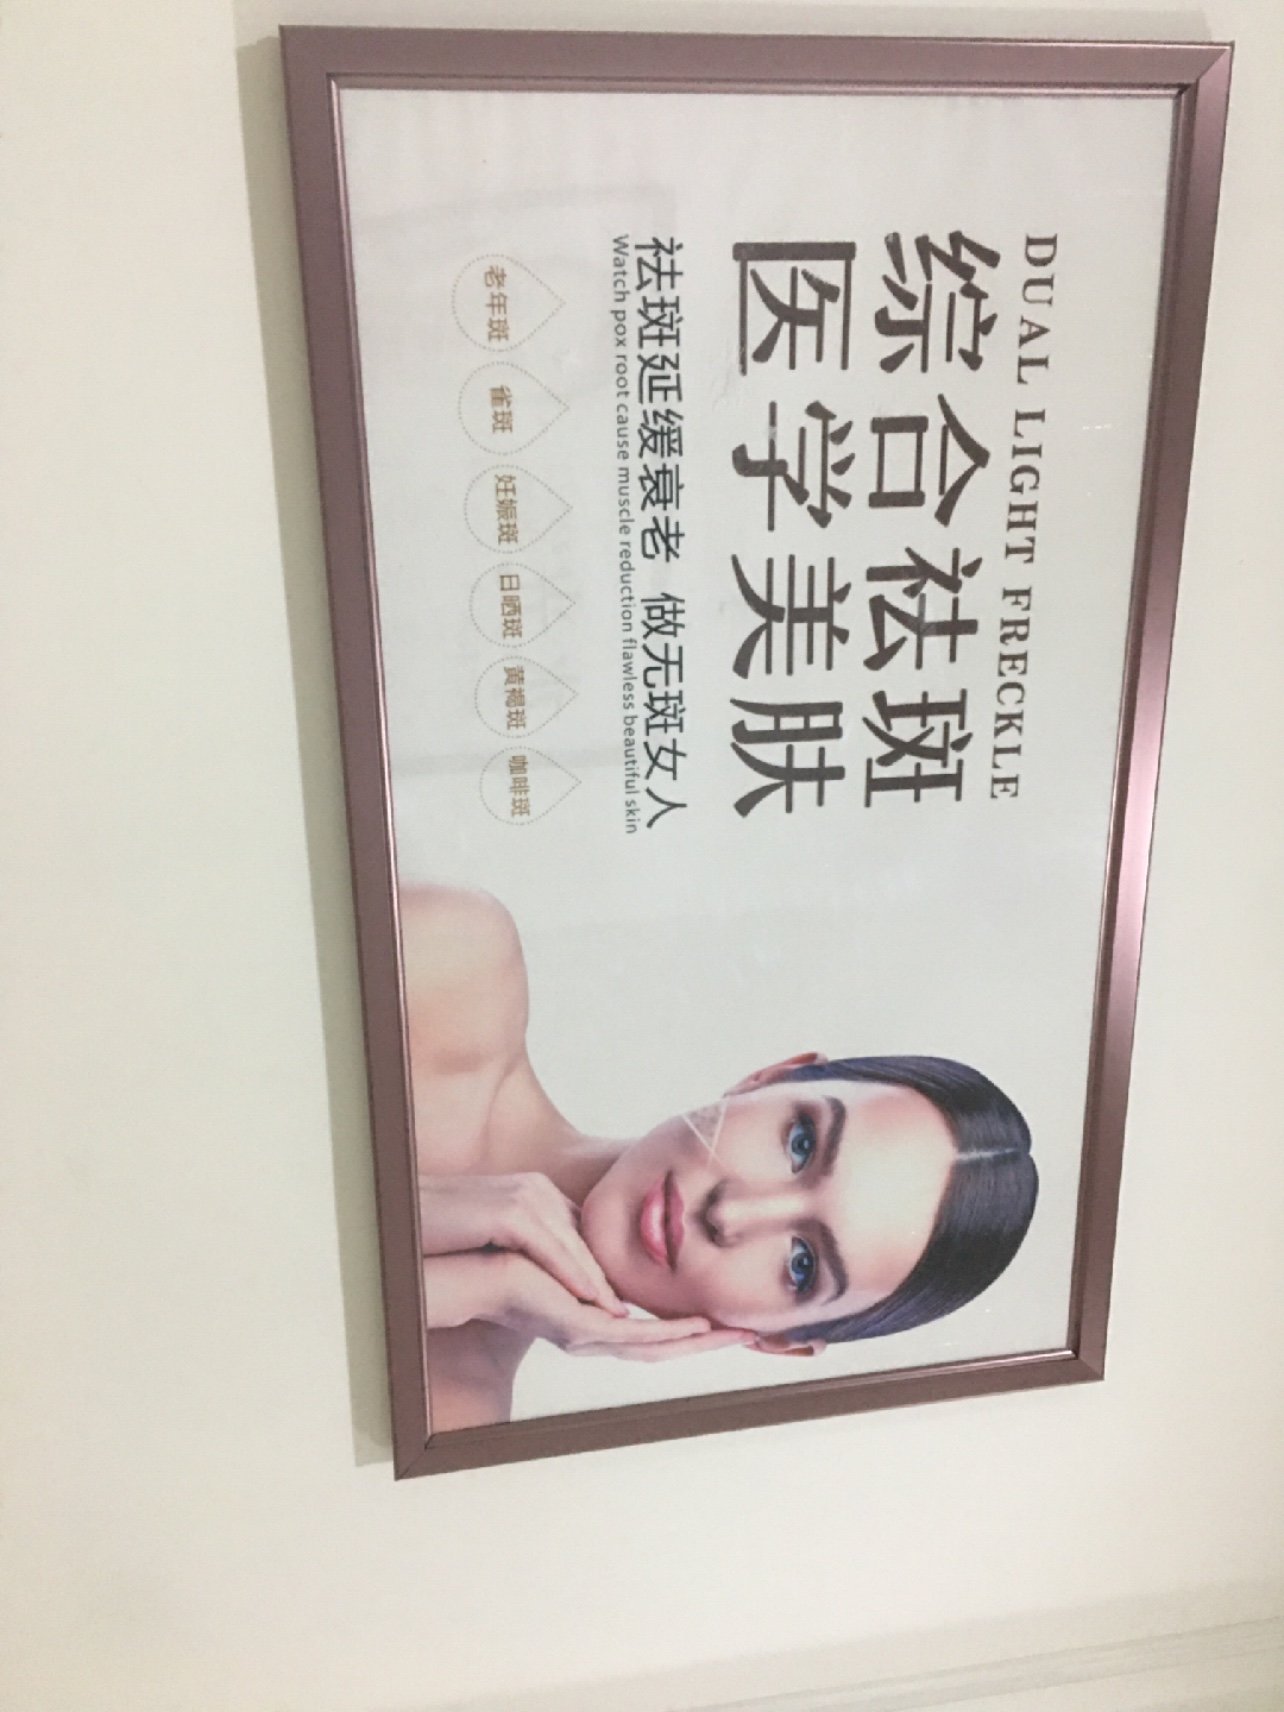 DUAL LIGHT FRECKLE
综合祛斑
医学美肤
祛斑延缓衰老 做无斑女人
Watch pox root cause muscle reduction flawless beautiful skin
老年斑
雀斑
妊娠斑
日晒斑
黄褐斑
咖啡斑